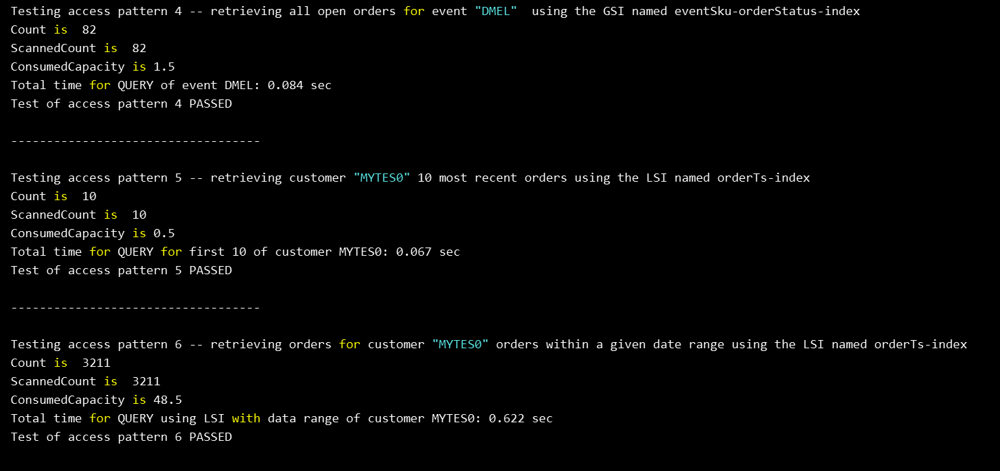 Testing access pattern 4 -- retrieving all open orders for event "DMEL"  using the GSI named eventSku-orderStatus-index
Count is  82
ScannedCount is  82
ConsumedCapacity is 1.5
Total time for QUERY of event DMEL: 0.084 sec
Test of access pattern 4 PASSED
-----------------------------------
Testing access pattern 5 -- retrieving customer "MYTES0" 10 most recent orders using the LSI named orderTs-index
Count is  10
ScannedCount is  10
ConsumedCapacity is 0.5
Total time for QUERY for first 10 of customer MYTES0: 0.067 sec
Test of access pattern 5 PASSED
-----------------------------------
Testing access pattern 6 -- retrieving orders for customer "MYTES0" orders within a given date range using the LSI named orderTs-index
Count is  3211
ScannedCount is  3211
ConsumedCapacity is 48.5
Total time for QUERY using LSI with data range of customer MYTES0: 0.622 sec
Test of access pattern 6 PASSED